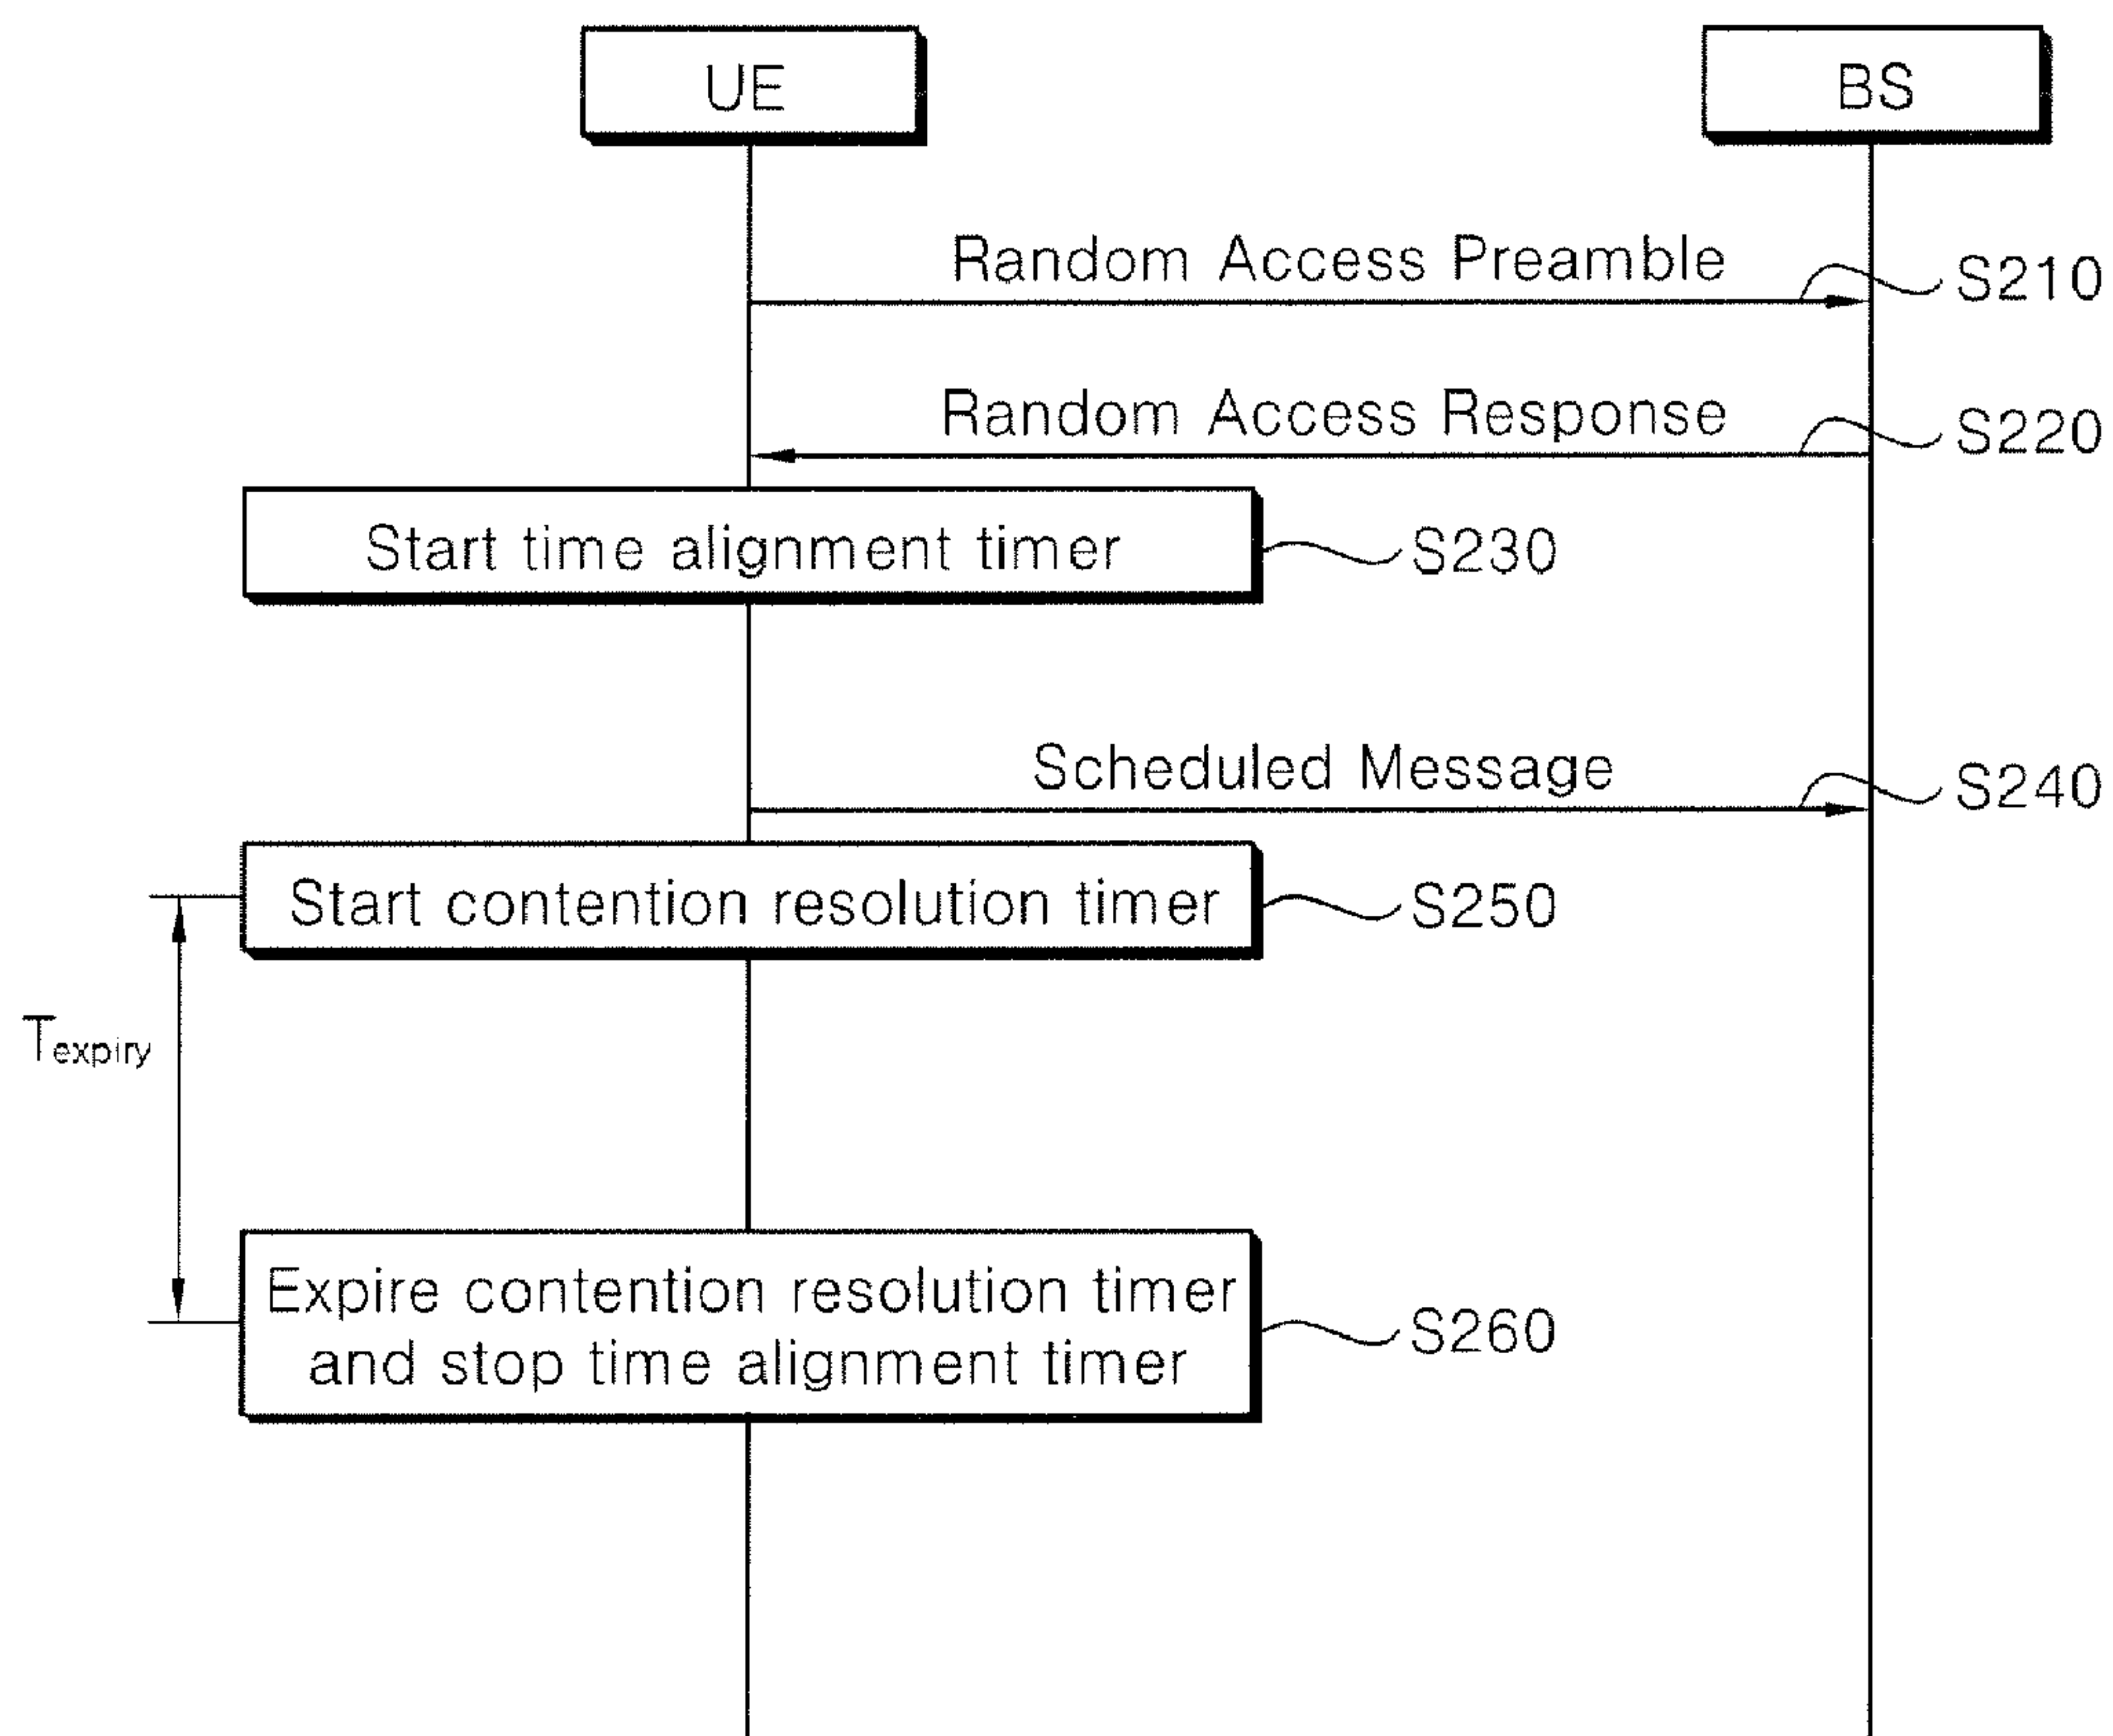 UE
BS
Random Access Preamble
S210
Random Access Response
S220
Start time alignment timer
S230
Scheduled Message
S240
Start contention resolution timer
S250
Texpiry
Expire contention resolution timer
and stop time alignment timer
S260